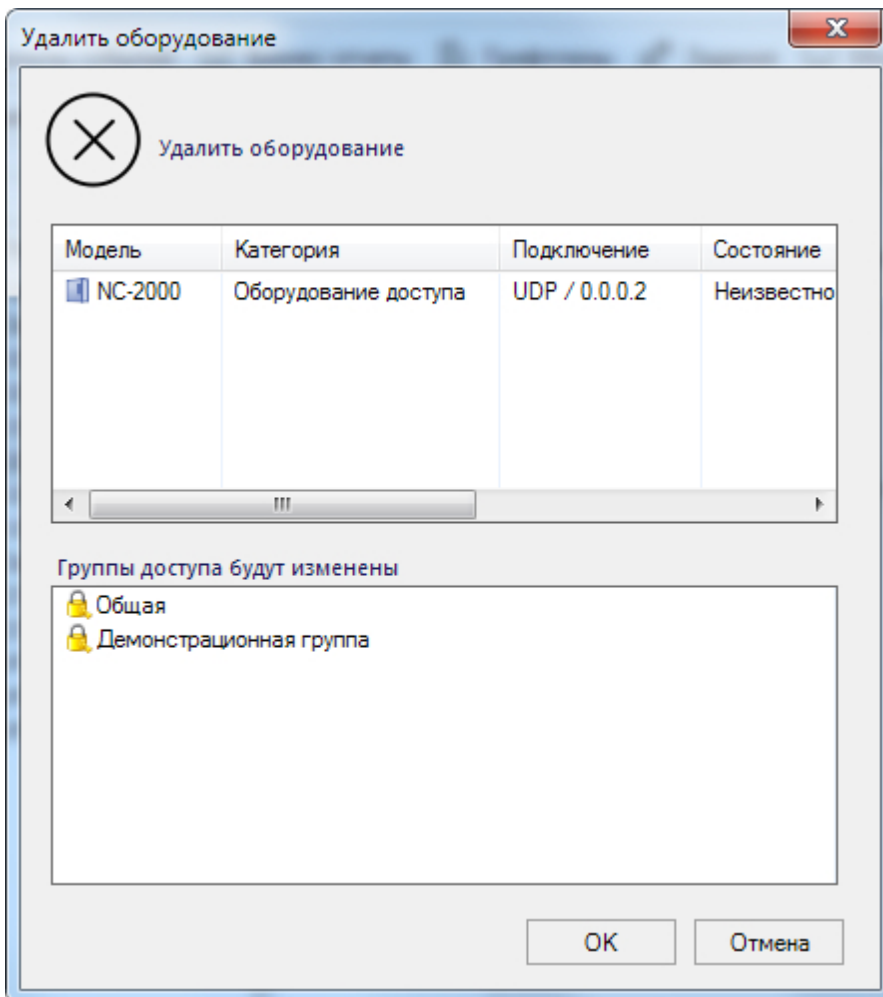 Удалить оборудование
Удалить оборудование
Модель Категория Подключение Состояние
NC-2000 Оборудование доступа UDP / 0.0.0.2 Неизвестно
Группы доступа будут изменены
Общая
Демонстрационная группа
OK Отмена